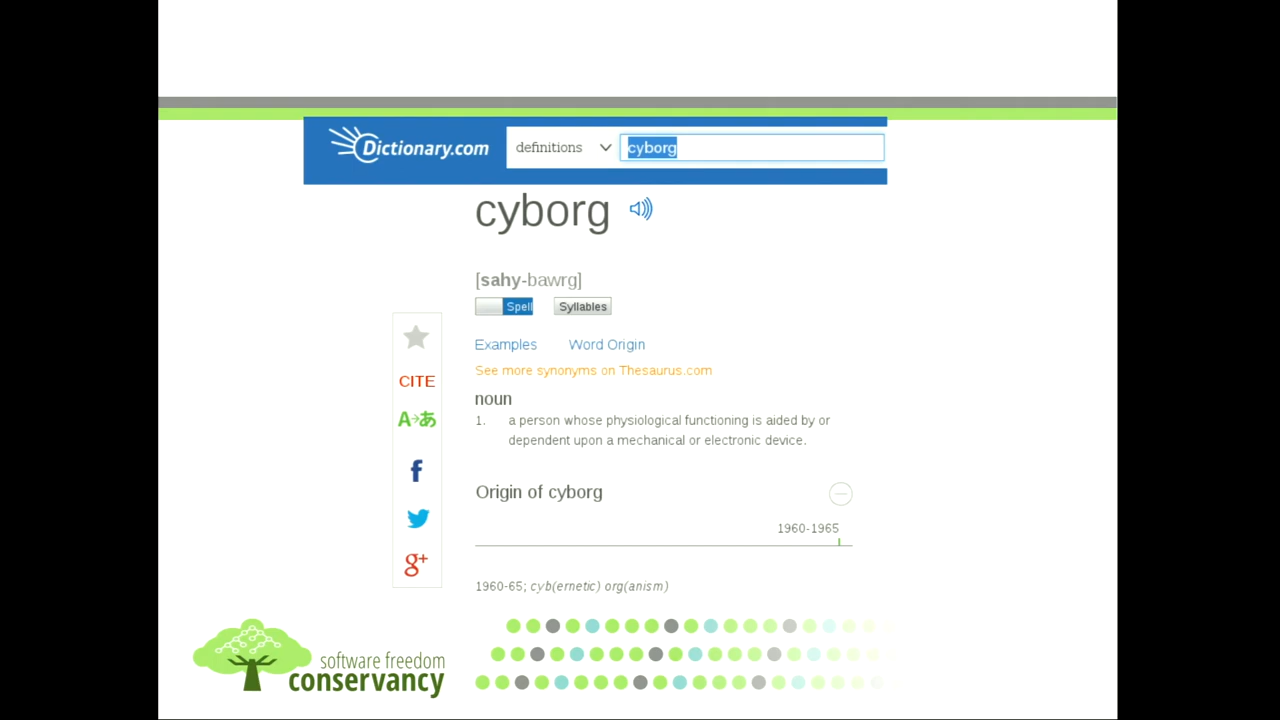 Dictionary.com
definitions
cyborg
cyborg
[sahy-bawrg]
Spell
Syllables
Examples
Word Origin
See more synonyms on Thesaurus.com
noun
1. a person whose physiological functioning is aided by or
dependent upon a mechanical or electronic device.
CITE
A→あ
f
g+
Origin of cyborg
1960-1965
1960-65; cyb(ernetic) org(anism)
software freedom
conservancy